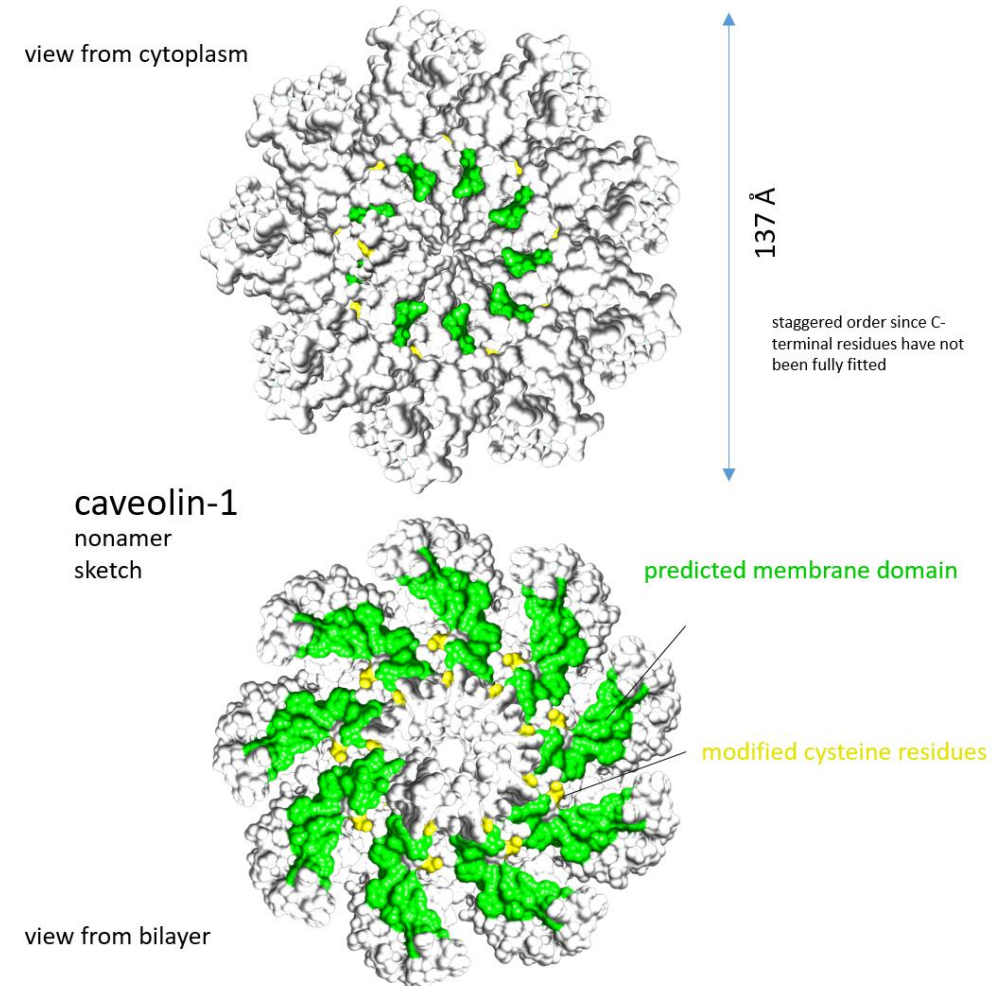 view from cytoplasm
137 Å
staggered order since C-
terminal residues have not
been fully fitted
caveolin-1
nonamer
sketch
predicted membrane domain
modified cysteine residues
view from bilayer